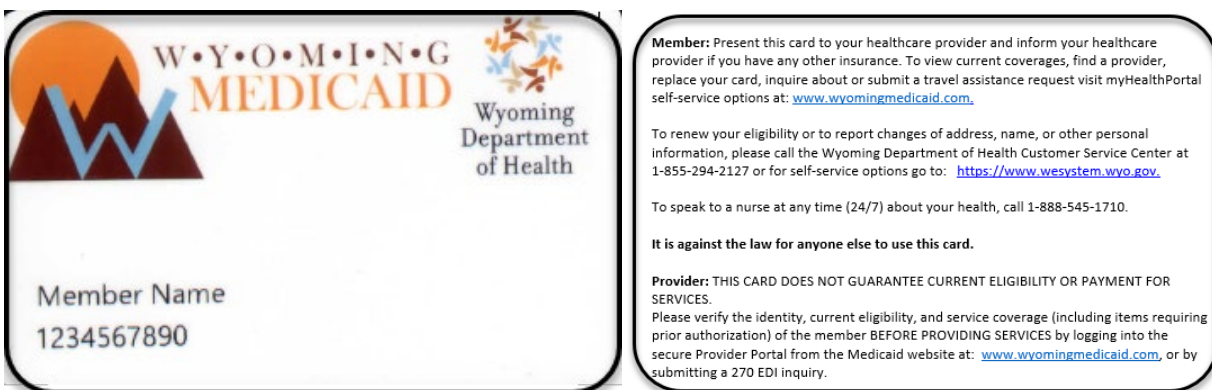 W•Y•O•M•I•N•G
MEDICAID
Wyoming
Department
of Health
Member Name
1234567890
Member: Present this card to your healthcare provider and inform your healthcare
provider if you have any other insurance. To view current coverages, find a provider,
replace your card, inquire about or submit a travel assistance request visit myHealthPortal
self-service options at: www.wyomingmedicaid.com.
To renew your eligibility or to report changes of address, name, or other personal
information, please call the Wyoming Department of Health Customer Service Center at
1-855-294-2127 or for self-service options go to: https://www.wesystem.wyo.gov.
To speak to a nurse at any time (24/7) about your health, call 1-888-545-1710.
It is against the law for anyone else to use this card.
Provider: THIS CARD DOES NOT GUARANTEE CURRENT ELIGIBILITY OR PAYMENT FOR
SERVICES.
Please verify the identity, current eligibility, and service coverage (including items requiring
prior authorization) of the member BEFORE PROVIDING SERVICES by logging into the
secure Provider Portal from the Medicaid website at: www.wyomingmedicaid.com, or by
submitting a 270 EDI inquiry.